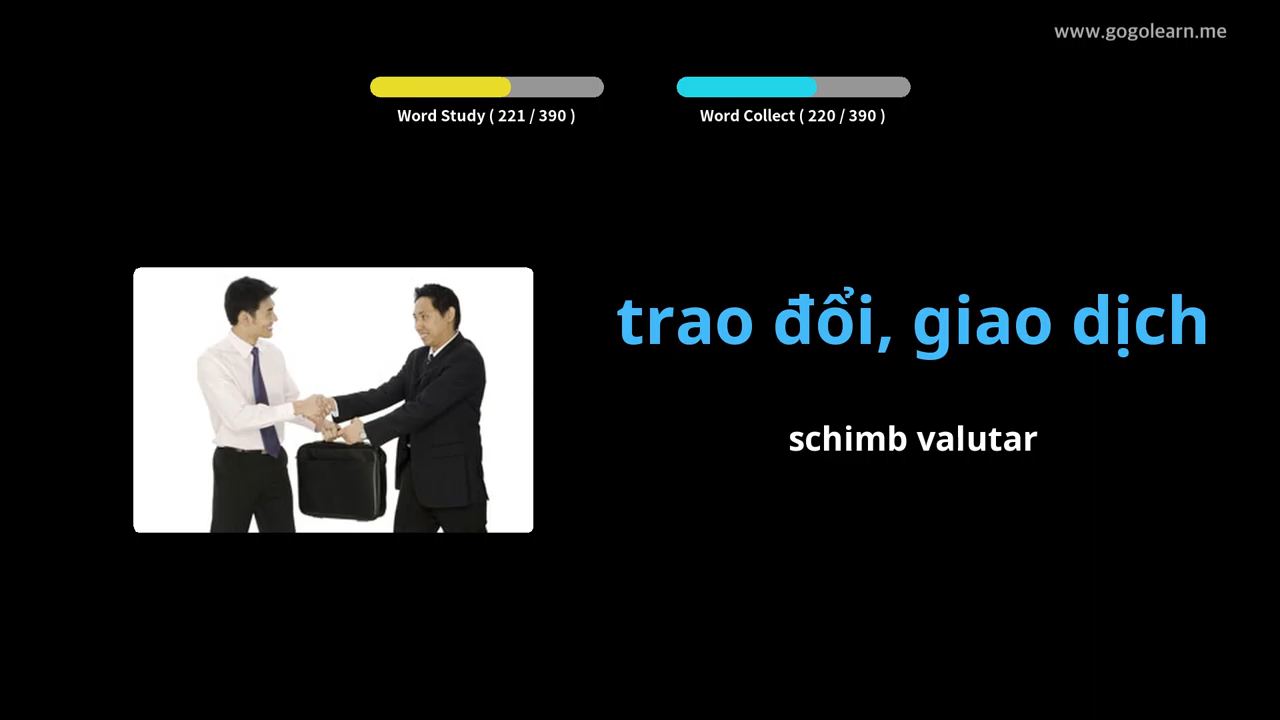 www.gogolearn.me
Word Study ( 221 / 390 )
Word Collect ( 220 / 390 )
trao đổi, giao dịch
schimb valutar